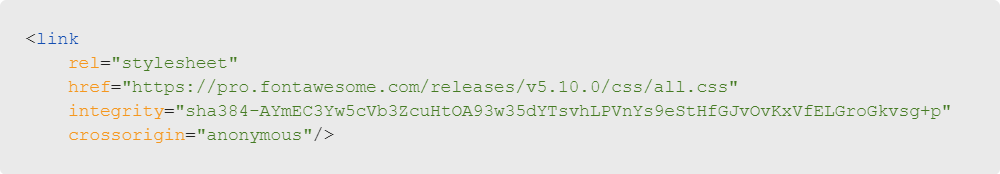 <link
rel="stylesheet"
href="https://pro.fontawesome.com/releases/v5.10.0/css/all.css"
integrity="sha384-AYmEC3Yw5cVb3ZcuHtOA93w35dYTsvhLPVnYs9eStHfGJvOvKxVfELGroGkvsg+p"
crossorigin="anonymous"/>